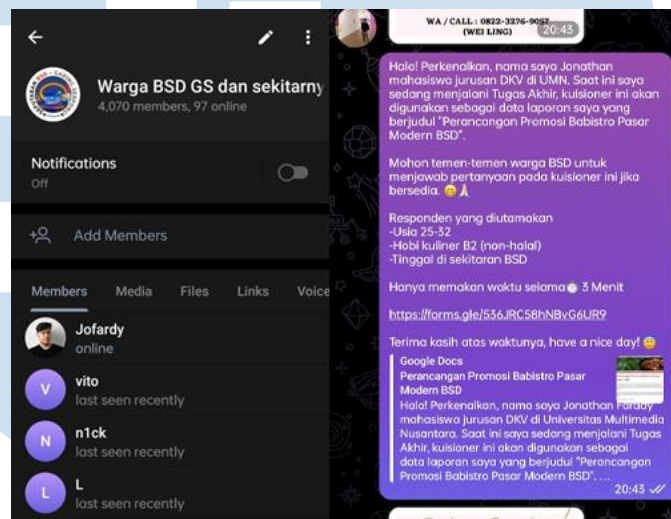 Warga BSD GS dan sekitarny
4,070 members, 97 online
Notifications
Off
Add Members
Members Media Files Links Voice
Jofardy
online
V vito
last seen recently
N n1ck
last seen recently
L L
last seen recently
WA / CALL : 0822-3276-9057
(WEI LING)
20:43
Halo! Perkenalkan, nama saya Jonathan
mahasiswa jurusan DKV di UMN. Saat ini saya
sedang menjalani Tugas Akhir, kuisioner ini akan
digunakan sebagai data laporan saya yang
berjudul "Perancangan Promosi Babistro Pasar
Modern BSD".
Mohon temen-temen warga BSD untuk
menjawab pertanyaan pada kuisioner ini jika
bersedia. 😁🙏
Responden yang diutamakan
-Usia 25-32
-Hobi kuliner B2 (non-halal)
-Tinggal di sekitaran BSD
Hanya memakan waktu selama⏱ 3 Menit
https://forms.gle/536JRC58hNBvG6UR9
Terima kasih atas waktunya, have a nice day! 😇
Google Docs
Perancangan Promosi Babistro Pasar
Modern BSD
Halo! Perkenalkan, nama saya Jonathan Farday
mahasiswa jurusan DKV di Universitas Multimedia
Nusantara. Saat ini saya sedang menjalani Tugas
Akhir, kuisioner ini akan digunakan sebagai
data laporan saya yang berjudul "Perancangan
Promosi Babistro Pasar Modern BSD". ...
20:43